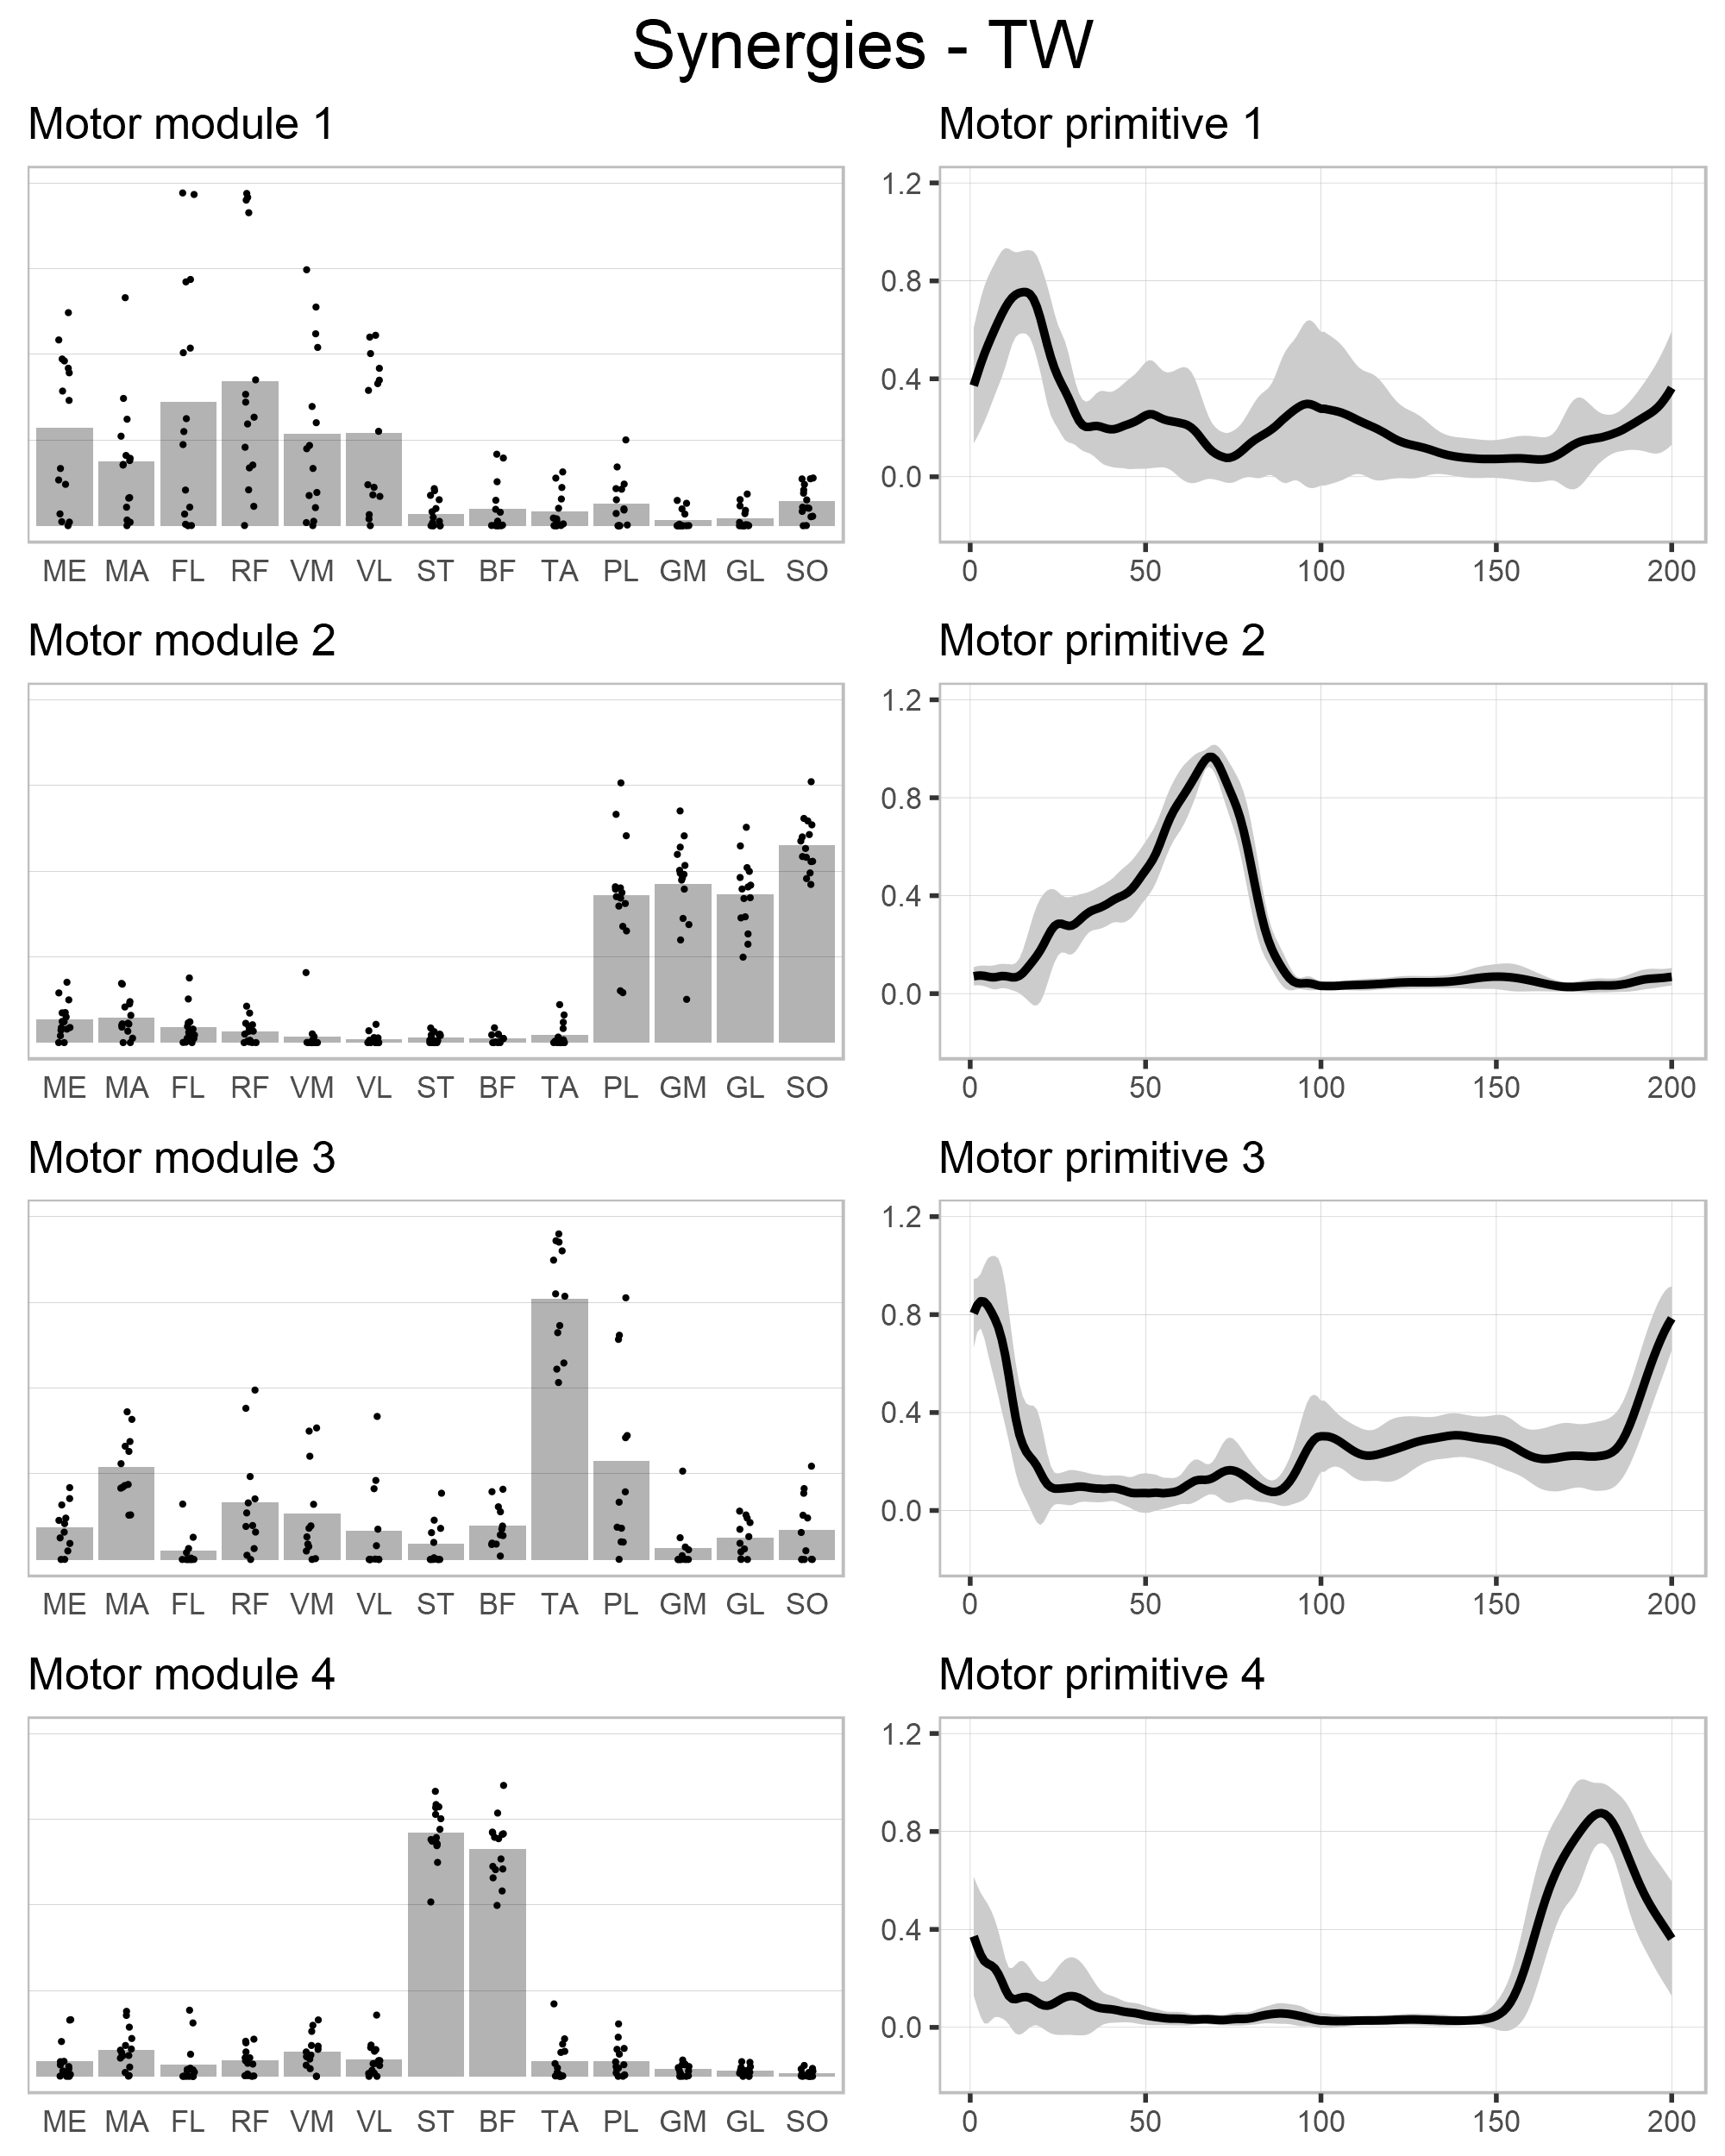 Synergies - TW
Motor module 1
Motor primitive 1
1.2
0.8
0.4
0.0
ME MA FL RF VM VL ST BF TA PL GM GL SO
0 50 100 150 200
Motor module 2
Motor primitive 2
1.2
0.8
0.4
0.0
ME MA FL RF VM VL ST BF TA PL GM GL SO
0 50 100 150 200
Motor module 3
Motor primitive 3
1.2
0.8
0.4
0.0
ME MA FL RF VM VL ST BF TA PL GM GL SO
0 50 100 150 200
Motor module 4
Motor primitive 4
1.2
0.8
0.4
0.0
ME MA FL RF VM VL ST BF TA PL GM GL SO
0 50 100 150 200